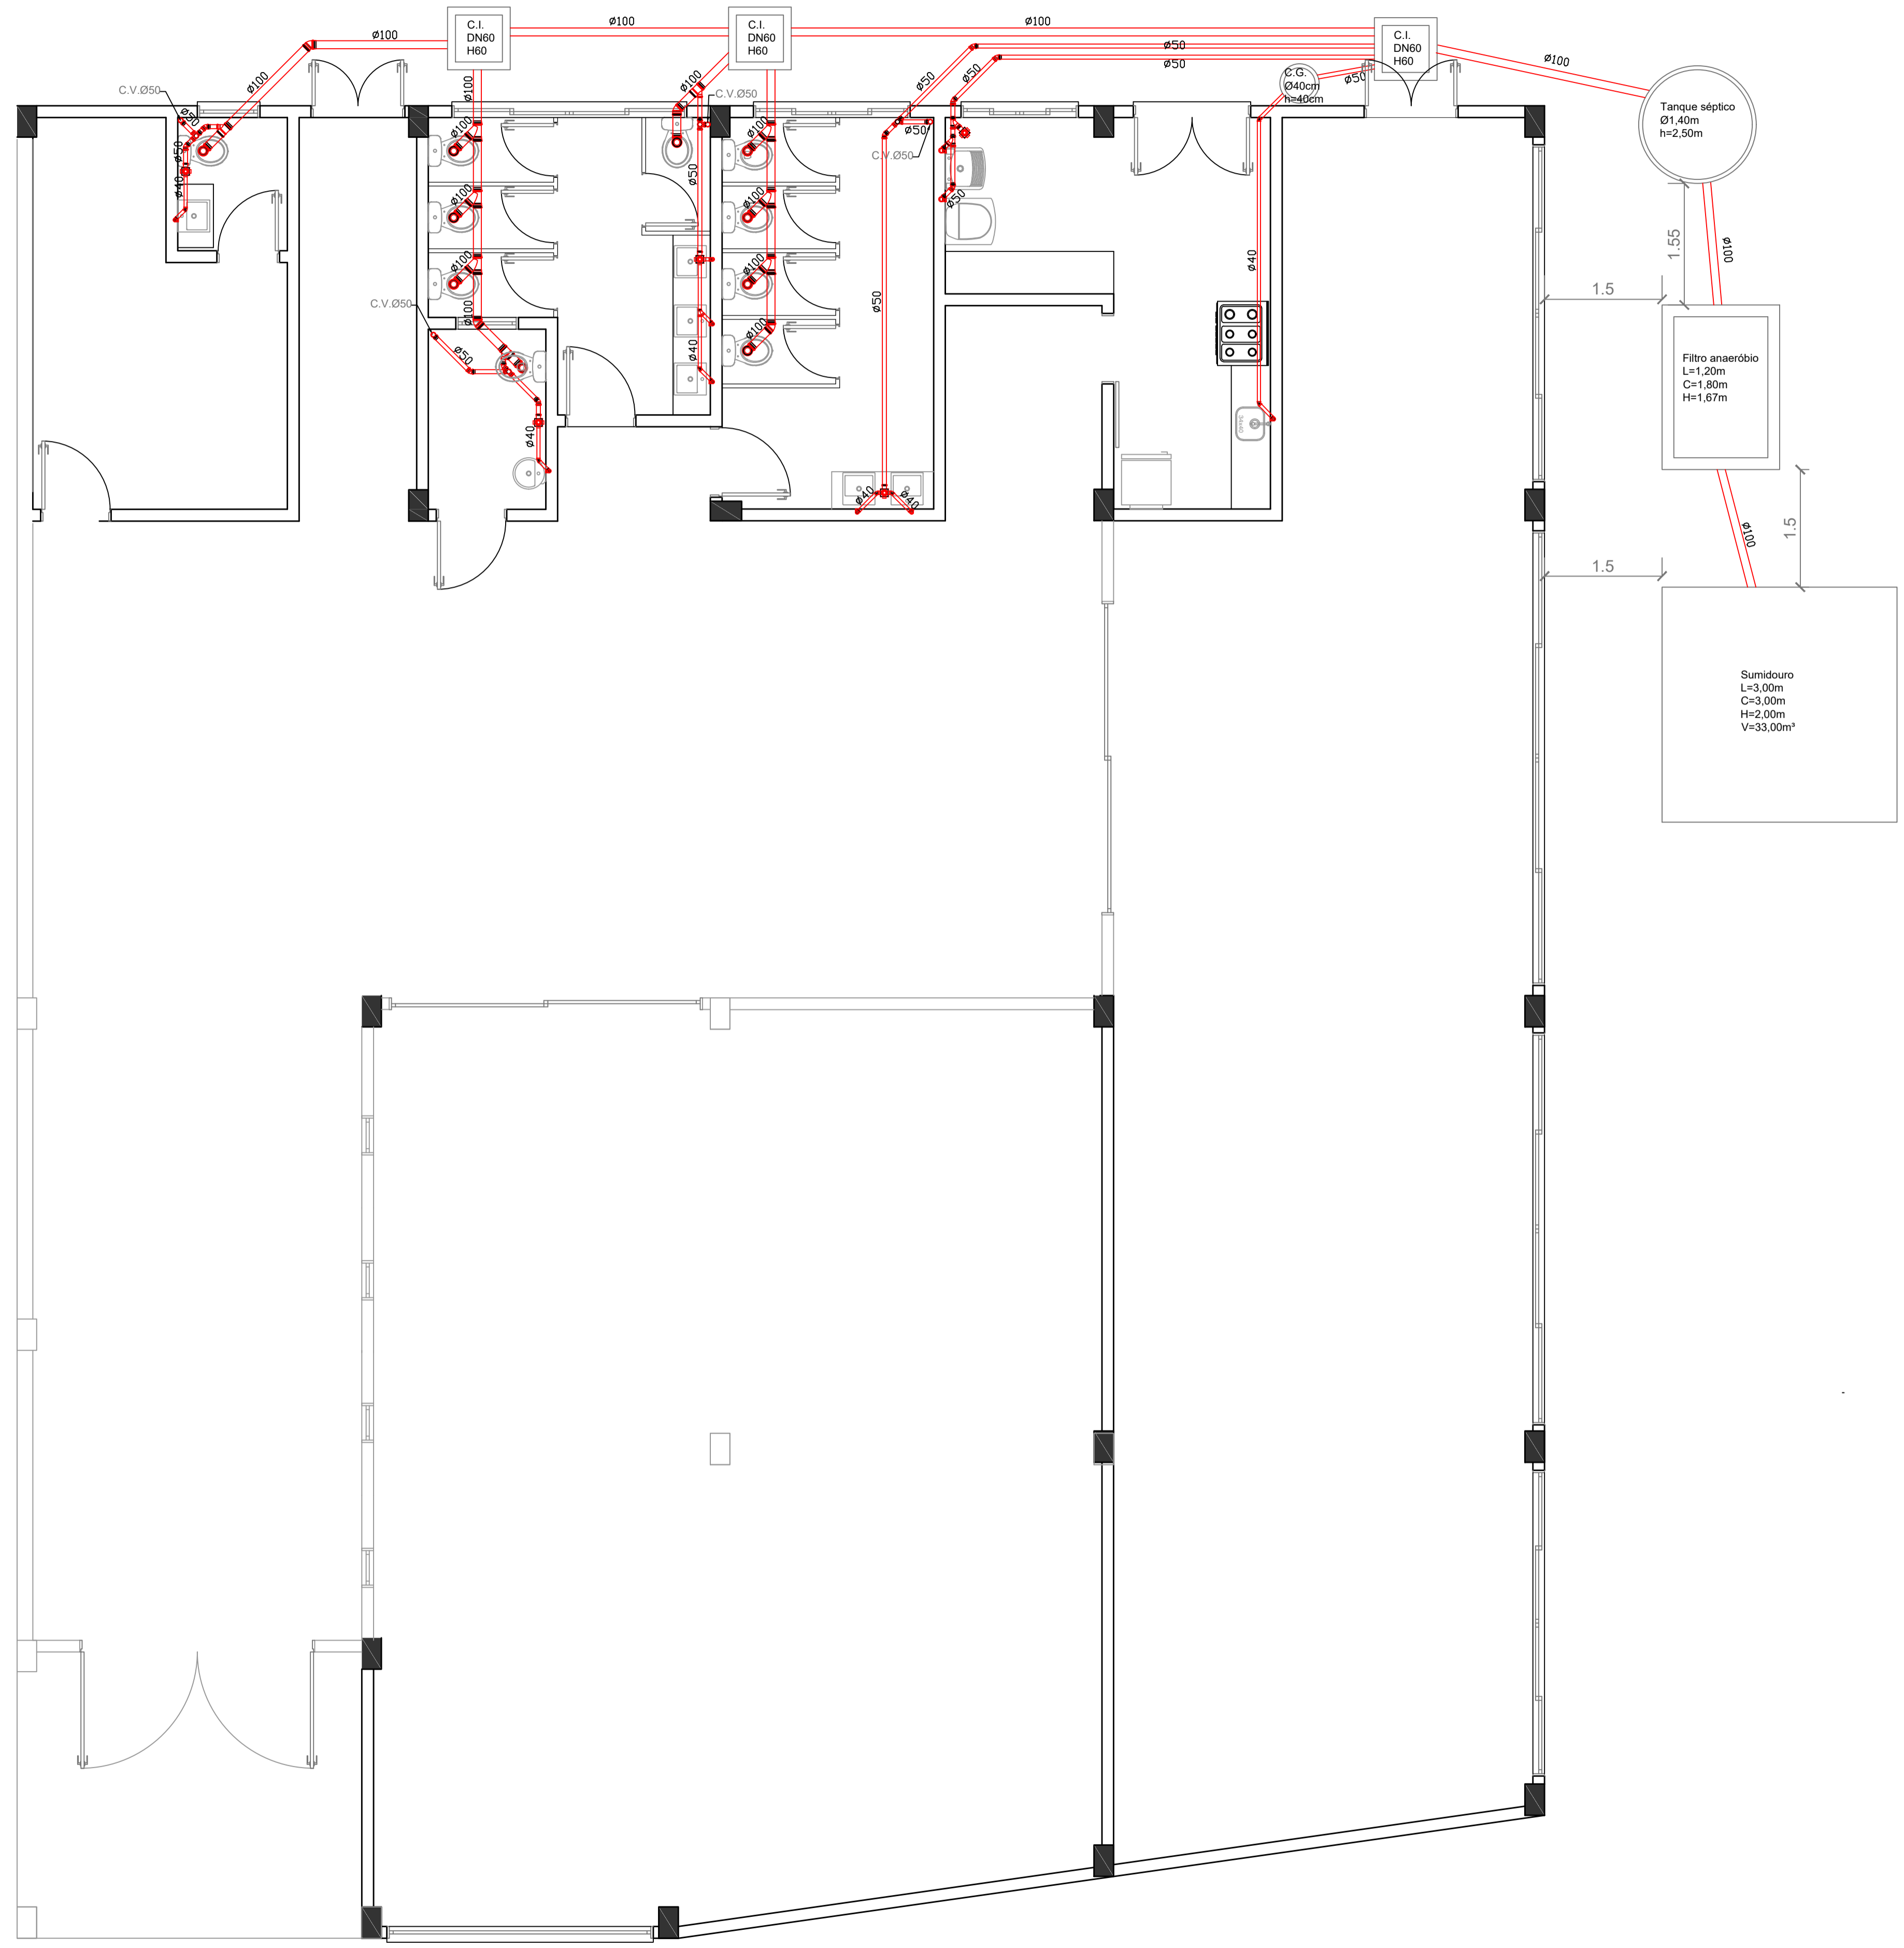 C.I.
DN60
H60
Ø100
C.I.
DN60
H60
Ø100
C.I.
DN60
H60
Ø100
Ø50
Ø50
Ø100
C.G.
Ø40cm
h=40cm
Ø50
Tanque séptico
Ø1,40m
h=2,50m
C.V.Ø50
Ø100
Ø50
Ø50
Ø40
Ø100
Ø100
Ø100
Ø100
Ø100
C.V.Ø50
Ø50
Ø40
Ø100
C.V.Ø50
Ø50
Ø40
Ø100
Ø100
Ø100
Ø100
Ø50
Ø50
C.V.Ø50
Ø50
Ø40
Ø40
Ø50
Ø50
Ø40
34x40
Ø100
1.55
1.5
Filtro anaeróbio
L=1,20m
C=1,80m
H=1,67m
Ø100
1.5
1.5
Sumidouro
L=3,00m
C=3,00m
H=2,00m
V=33,00m³